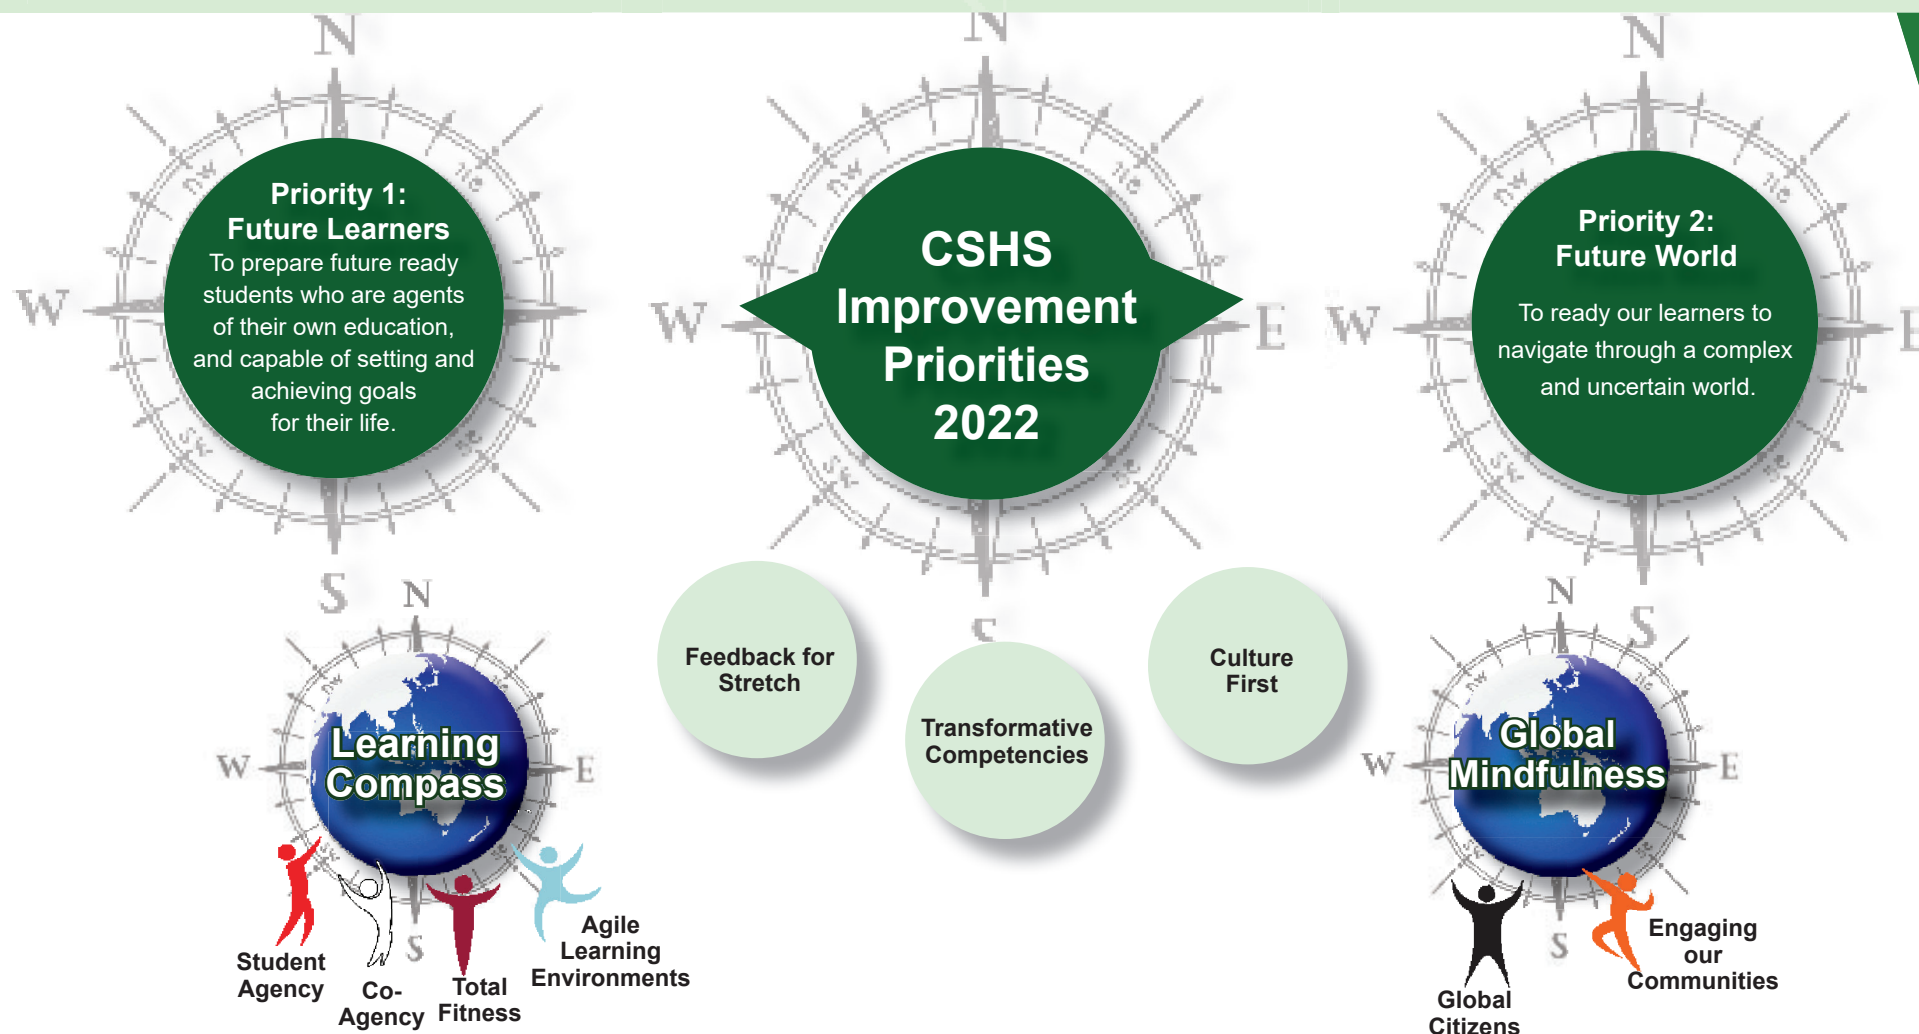 N
N
N
Priority 1:
Future Learners
To prepare future ready
students who are agents
of their own education,
and capable of setting and
achieving goals
for their life.
W
S
CSHS
Improvement
Priorities
2022
W
E
Priority 2:
Future World
To ready our learners to
navigate through a complex
and uncertain world.
W
S
N
Learning
Compass
W
E
S
Student
Agency
Co-
Agency
Total
Fitness
Agile
Learning
Environments
Feedback for
Stretch
Transformative
Competencies
Culture
First
N
Global
Mindfulness
W
E
S
Global
Citizens
Engaging
our
Communities